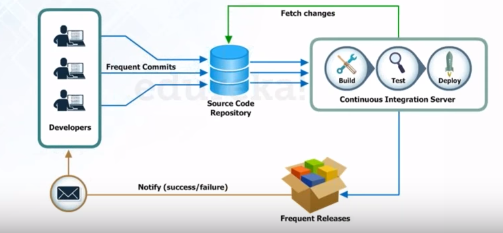 Fetch changes
Frequent Commits
Build
Test
Deploy
Continuous Integration Server
Source Code
Repository
Developers
Notify (success/failure)
Frequent Releases